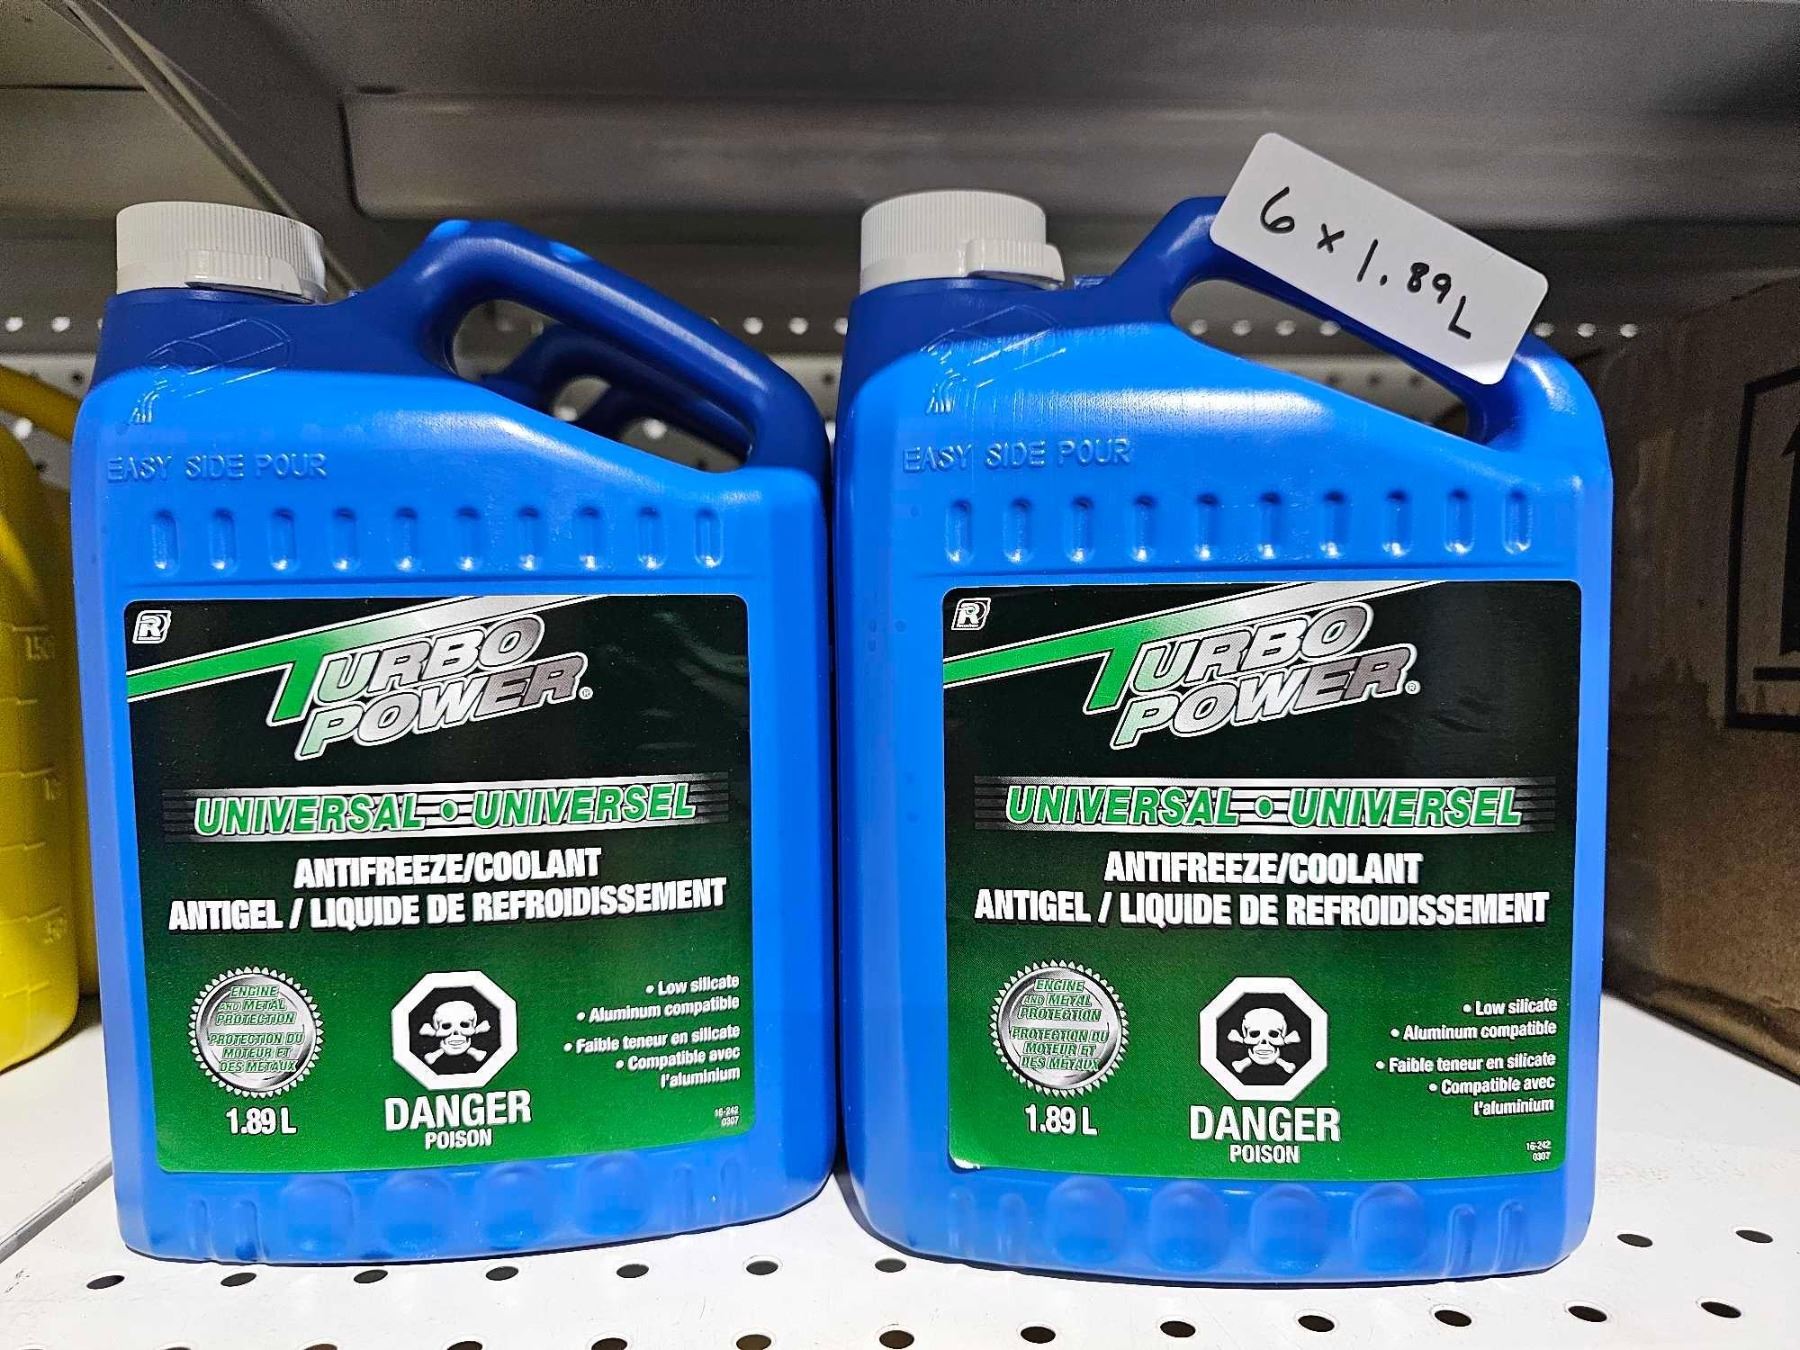 6 x 1.89L
EASY SIDE POUR
R
TURBO
POWER®
UNIVERSAL • UNIVERSEL
ANTIFREEZE/COOLANT
ANTIGEL / LIQUIDE DE REFROIDISSEMENT
ENGINE
AND METAL
PROTECTION
PROTECTION DU
MOTEUR ET
DES METAUX
1.89 L
DANGER
POISON
• Low silicate
• Aluminum compatible
• Faible teneur en silicate
• Compatible avec
l'aluminium
16-242
0307
EASY SIDE POUR
R
TURBO
POWER®
UNIVERSAL • UNIVERSEL
ANTIFREEZE/COOLANT
ANTIGEL / LIQUIDE DE REFROIDISSEMENT
ENGINE
AND METAL
PROTECTION
PROTECTION DU
MOTEUR ET
DES METAUX
1.89 L
DANGER
POISON
• Low silicate
• Aluminum compatible
• Faible teneur en silicate
• Compatible avec
l'aluminium
16-242
0307